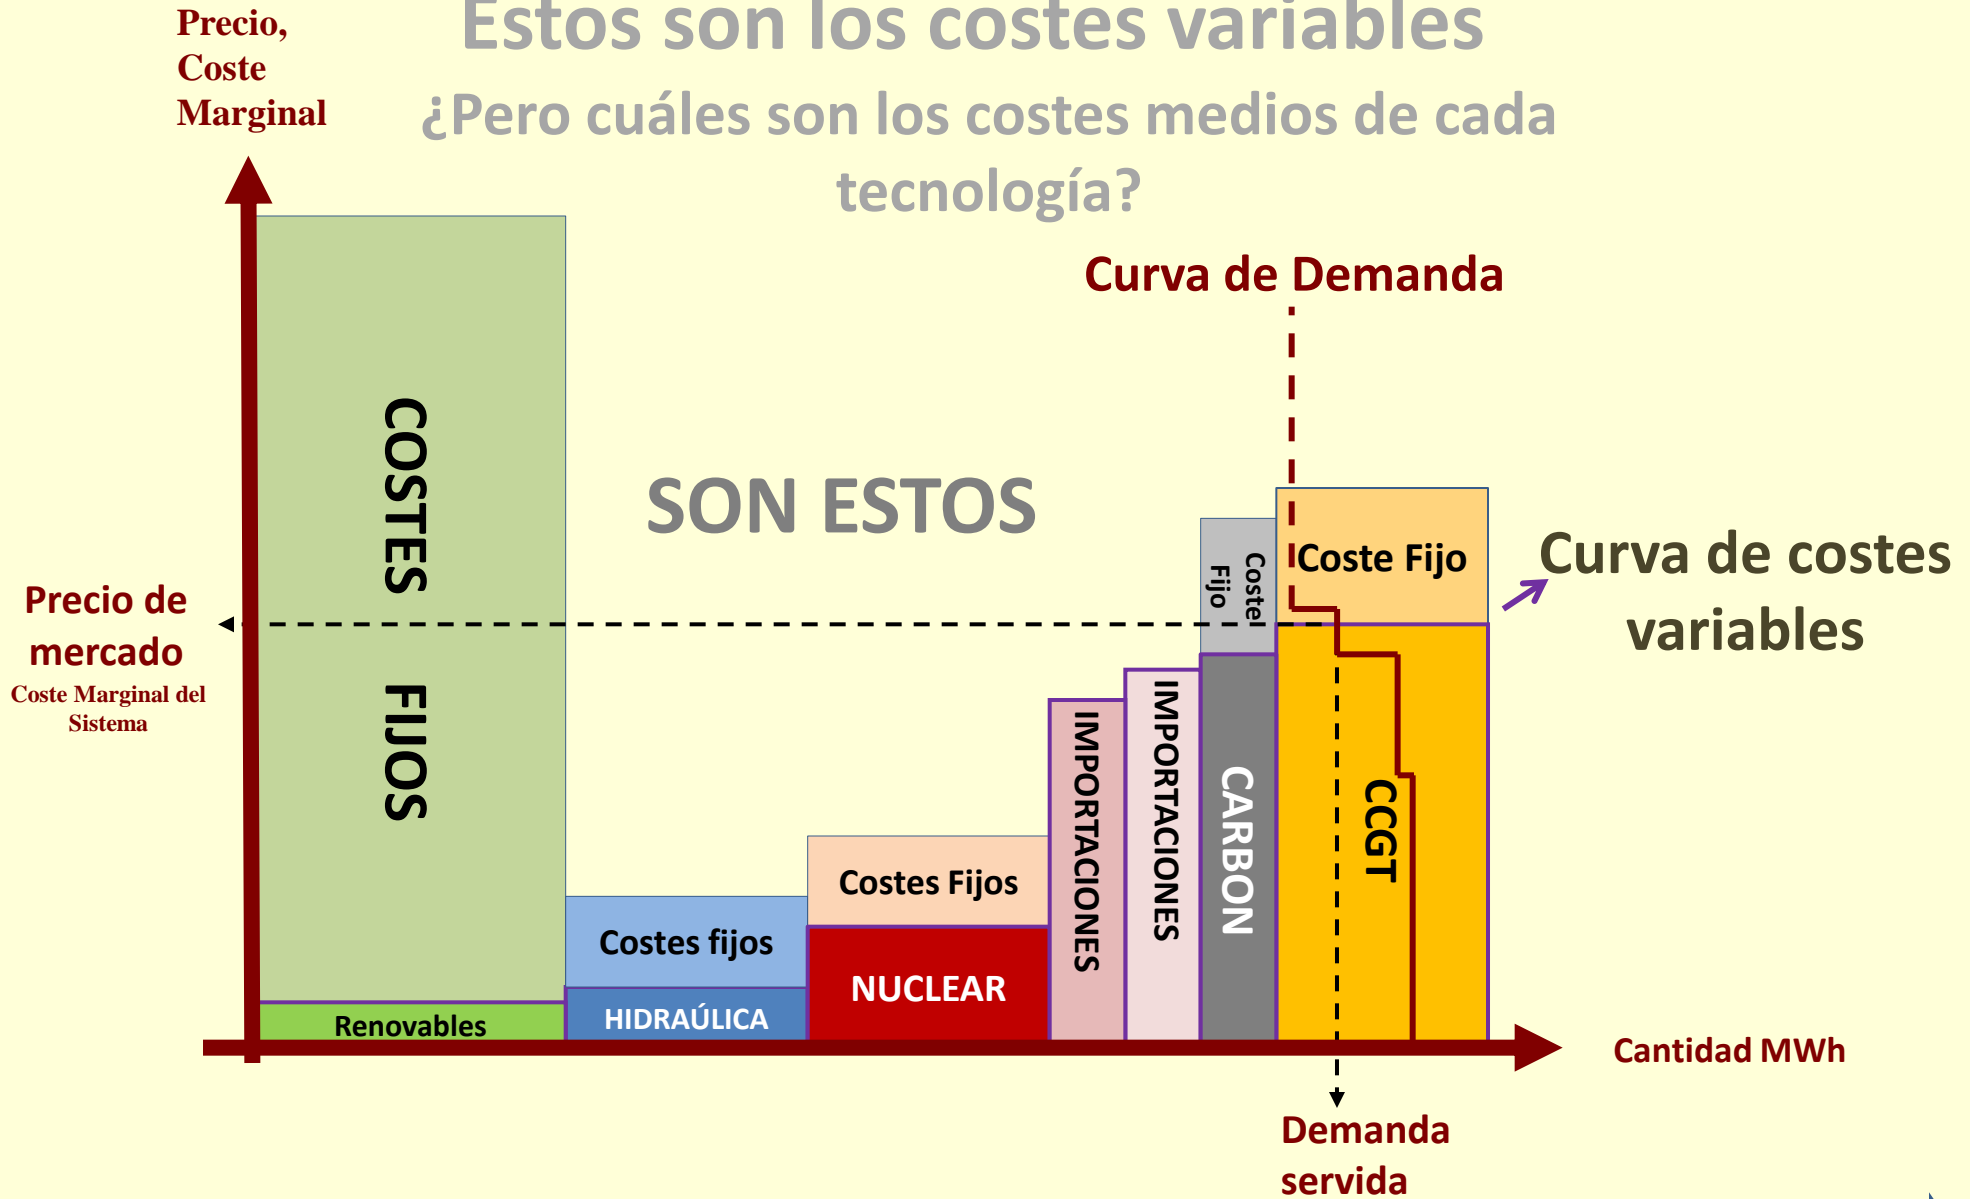 Precio,
Coste
Marginal
Estos son los costes variables
¿Pero cuáles son los costes medios de cada
tecnología?
Curva de Demanda
COSTES FIJOS
SON ESTOS
Coste
Fijo
Coste Fijo
Curva de costes
variables
Precio de
mercado
Coste Marginal del
Sistema
Costes fijos
Costes Fijos
Renovables
HIDRAÚLICA
NUCLEAR
IMPORTACIONES
IMPORTACIONES
CARBON
CCGT
Cantidad MWh
Demanda
servida